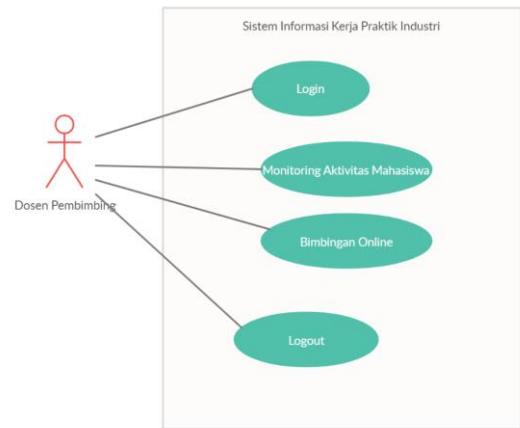 Sistem Informasi Kerja Praktik Industri
Login
Monitoring Aktivitas Mahasiswa
Dosen Pembimbing
Bimbingan Online
Logout